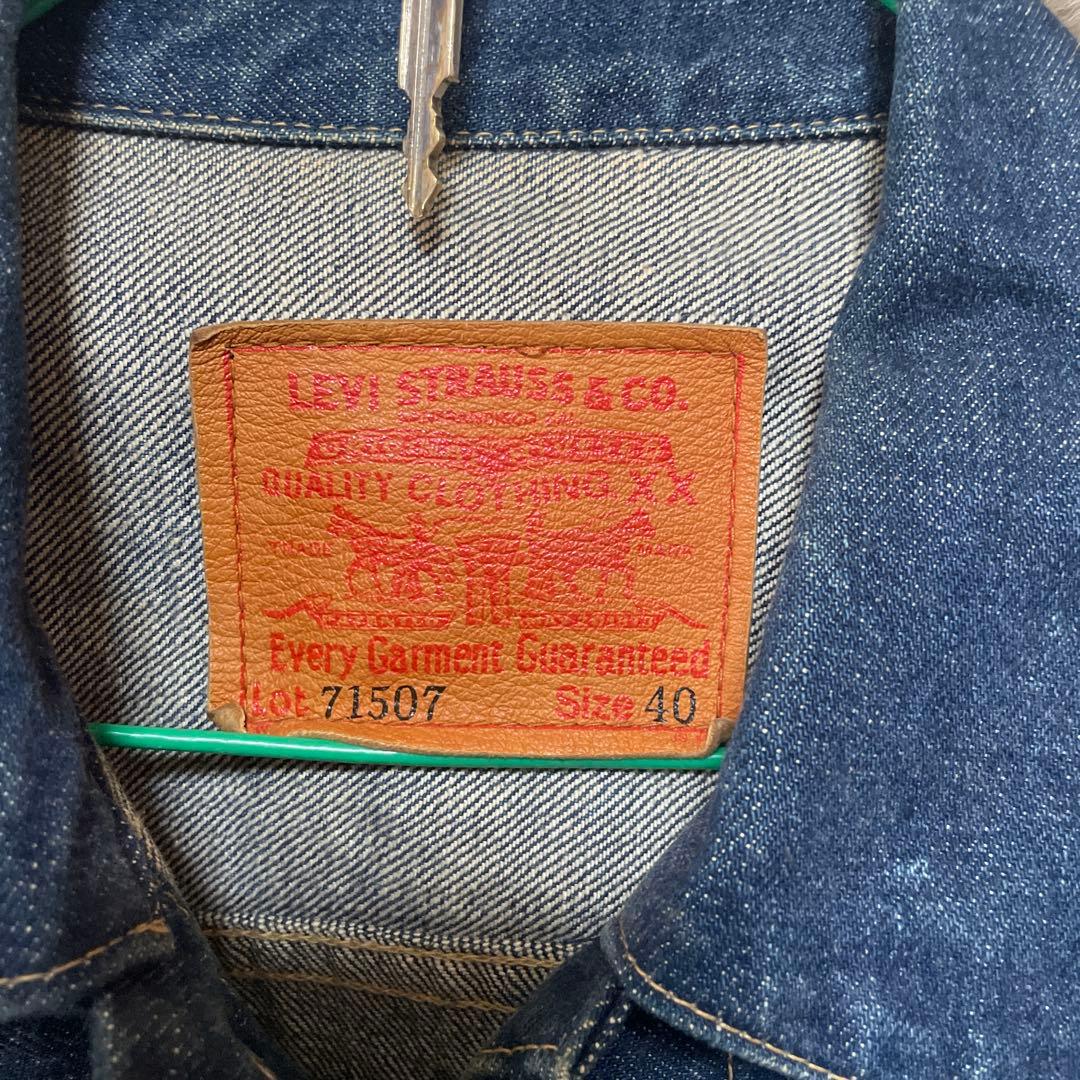 LEVI STRAUSS & CO.
QUALITY CLOTHING XX
TRADE MARK
Every Garment Guaranteed
Lot 71507 Size 40